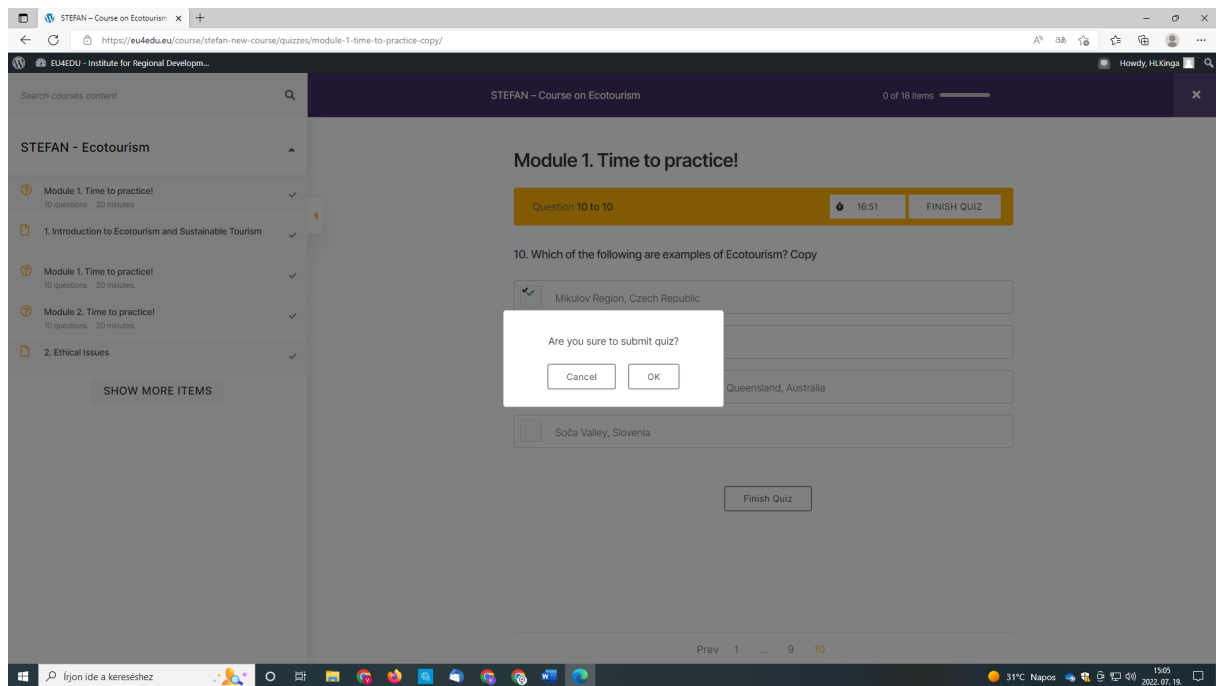 STEFAN – Course on Ecotourism
https://eu4edu.eu/course/stefan-new-course/quizzes/module-1-time-to-practice-copy/
EU4EDU - Institute for Regional Developm...
Howdy, HLKinga
Search courses content
STEFAN – Course on Ecotourism
0 of 18 items
STEFAN - Ecotourism
Module 1. Time to practice!
10 questions 20 minutes
1. Introduction to Ecotourism and Sustainable Tourism
Module 1. Time to practice!
10 questions 20 minutes
Module 2. Time to practice!
10 questions 20 minutes
2. Ethical Issues
SHOW MORE ITEMS
Module 1. Time to practice!
Question 10 to 10
16:51
FINISH QUIZ
10. Which of the following are examples of Ecotourism? Copy
Mikulov Region, Czech Republic
Are you sure to submit quiz?
Cancel OK
Queensland, Australia
Soča Valley, Slovenia
Finish Quiz
Prev 1 ... 9 10
Írjon ide a kereséshez
31°C Napos
15:05
2022. 07. 19.